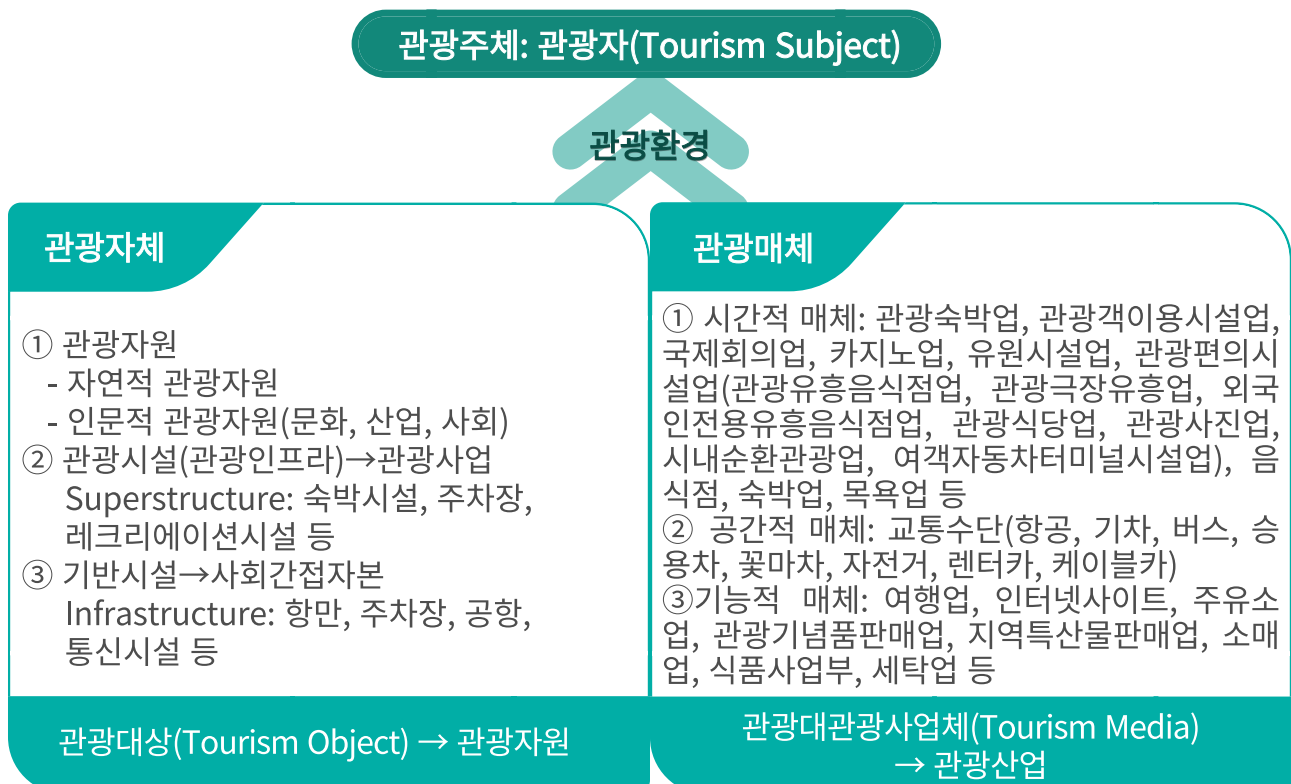 관광주체: 관광자(Tourism Subject)
관광환경
관광자체
① 관광자원
- 자연적 관광자원
- 인문적 관광자원(문화, 산업, 사회)
② 관광시설(관광인프라)→관광사업
Superstructure: 숙박시설, 주차장,
레크리에이션시설 등
③ 기반시설→사회간접자본
Infrastructure: 항만, 주차장, 공항,
통신시설 등
관광대상(Tourism Object) → 관광자원
관광매체
① 시간적 매체: 관광숙박업, 관광객이용시설업,
국제회의업, 카지노업, 유원시설업, 관광편의시
설업(관광유흥음식점업, 관광극장유흥업, 외국
인전용유흥음식점업, 관광식당업, 관광사진업,
시내순환관광업, 여객자동차터미널시설업), 음
식점, 숙박업, 목욕업 등
② 공간적 매체: 교통수단(항공, 기차, 버스, 승
용차, 꽃마차, 자전거, 렌터카, 케이블카)
③기능적 매체: 여행업, 인터넷사이트, 주유소
업, 관광기념품판매업, 지역특산물판매업, 소매
업, 식품사업부, 세탁업 등
관광대관광사업체(Tourism Media)
→ 관광산업